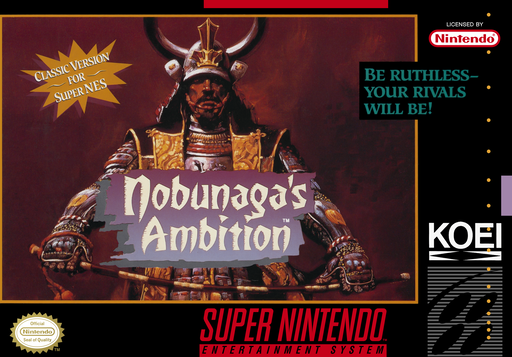 LICENSED BY
Nintendo
CLASSIC VERSION
FOR
SUPER NES
BE RUTHLESS–
YOUR RIVALS
WILL BE!
Nobunaga's
Ambition™
KOEI
Official
Nintendo
Seal of Quality
TM
SUPER NINTENDO
ENTERTAINMENT SYSTEM